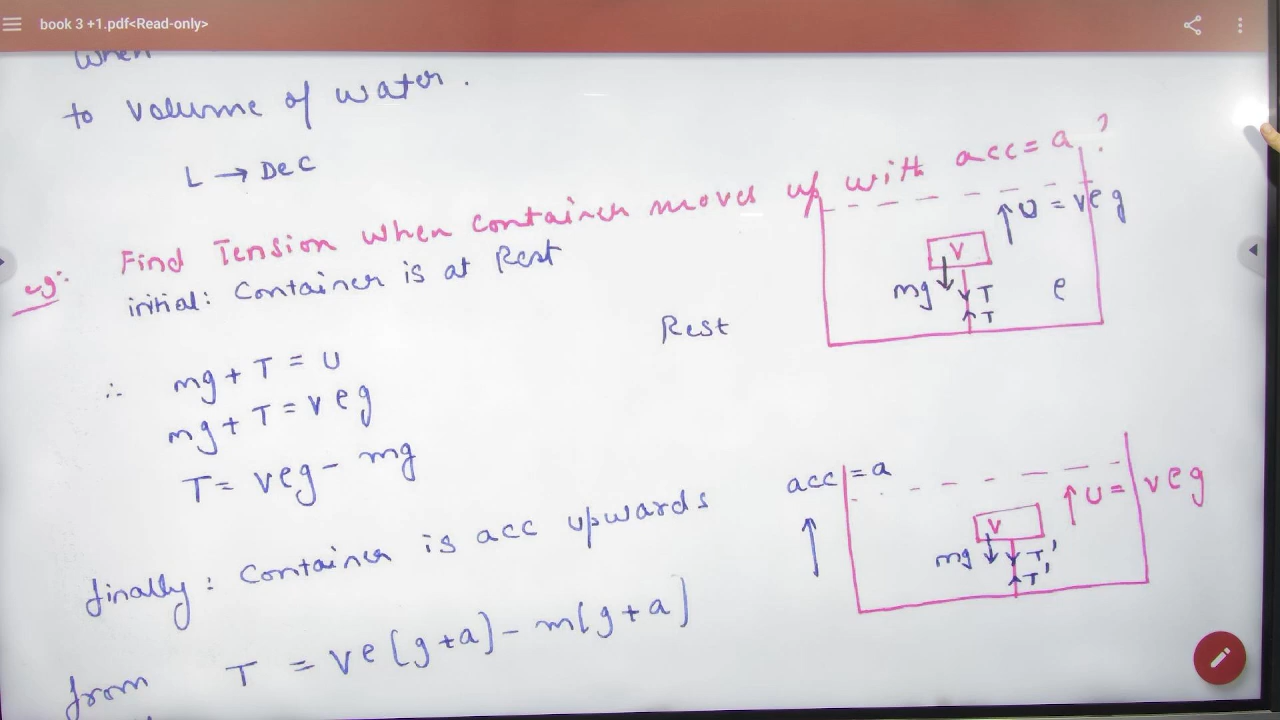 book 3 +1.pdf<Read-only>
when
to volume of water.
L → Dec
eg: Find Tension when container moves up with acc = a ?
initial: Container is at Rest
Rest
∴ mg + T = U
mg + T = veg
T = veg - mg
U = veg
V
mg
T
T
e
finally: Container is acc upwards
acc = a
U = veg
V
mg
T'
T'
from T = ve(g+a) - m(g+a)